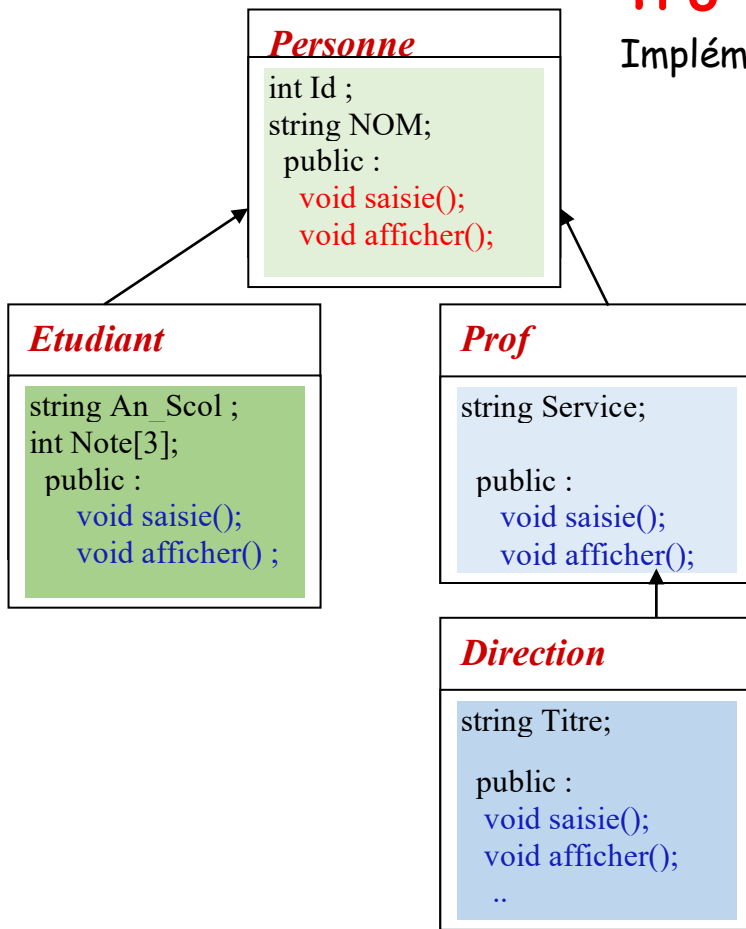 Personne
int Id ;
string NOM;
public :
void saisie();
void afficher();
Implém
Etudiant
string An_Scol ;
int Note[3];
public :
void saisie();
void afficher() ;
Prof
string Service;
public :
void saisie();
void afficher();
Direction
string Titre;
public :
void saisie();
void afficher();
..